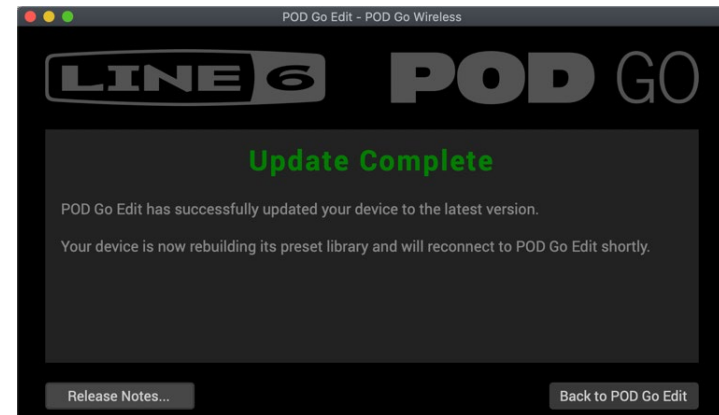 POD Go Edit - POD Go Wireless
LINE 6 POD GO
Update Complete
POD Go Edit has successfully updated your device to the latest version.
Your device is now rebuilding its preset library and will reconnect to POD Go Edit shortly.
Release Notes... Back to POD Go Edit